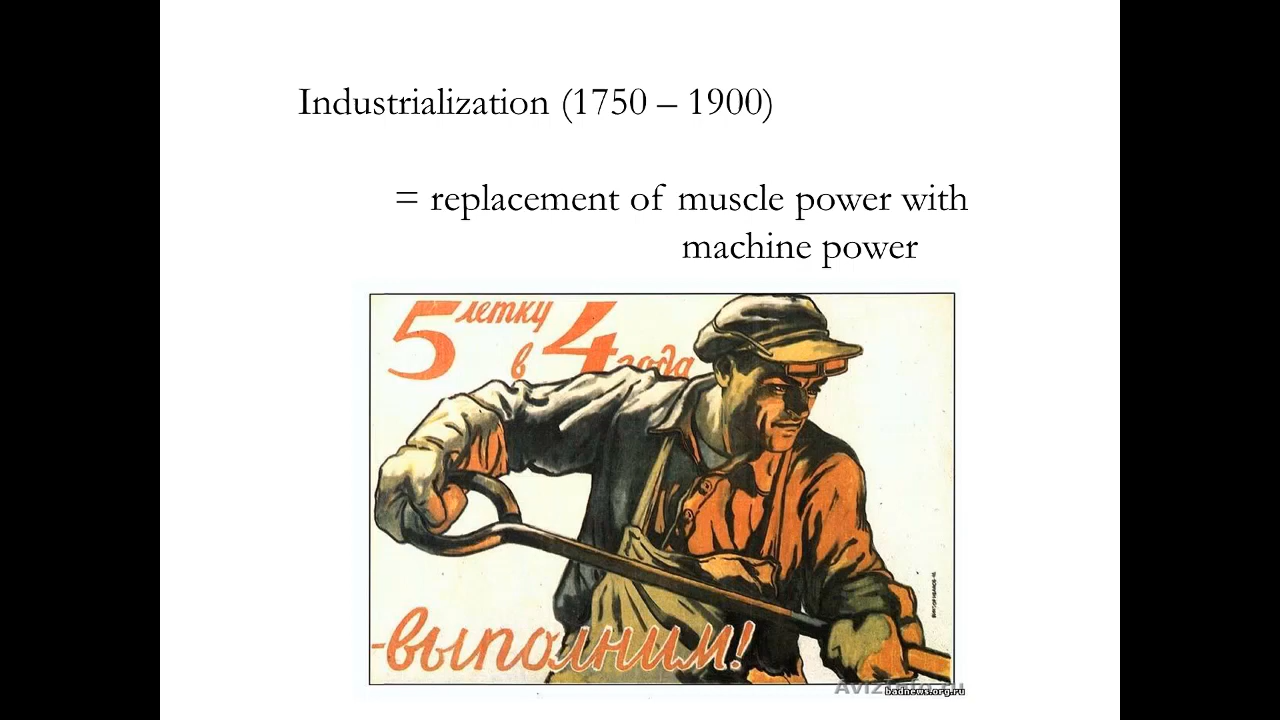 Industrialization (1750 – 1900)
= replacement of muscle power with
machine power
5 летку
в 4 года
-выполним!
badnews.org.ru